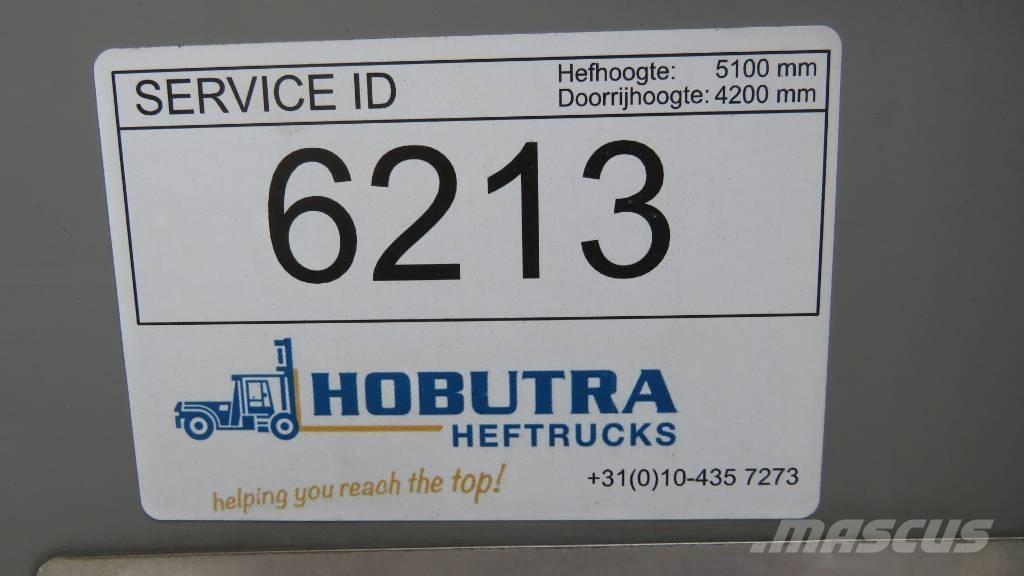 SERVICE ID
Hefhoogte: 5100 mm
Doorrijhoogte: 4200 mm
6213
HOBUTRA
HEFTRUCKS
helping you reach the top!
+31(0)10-435 7273
MASCUS